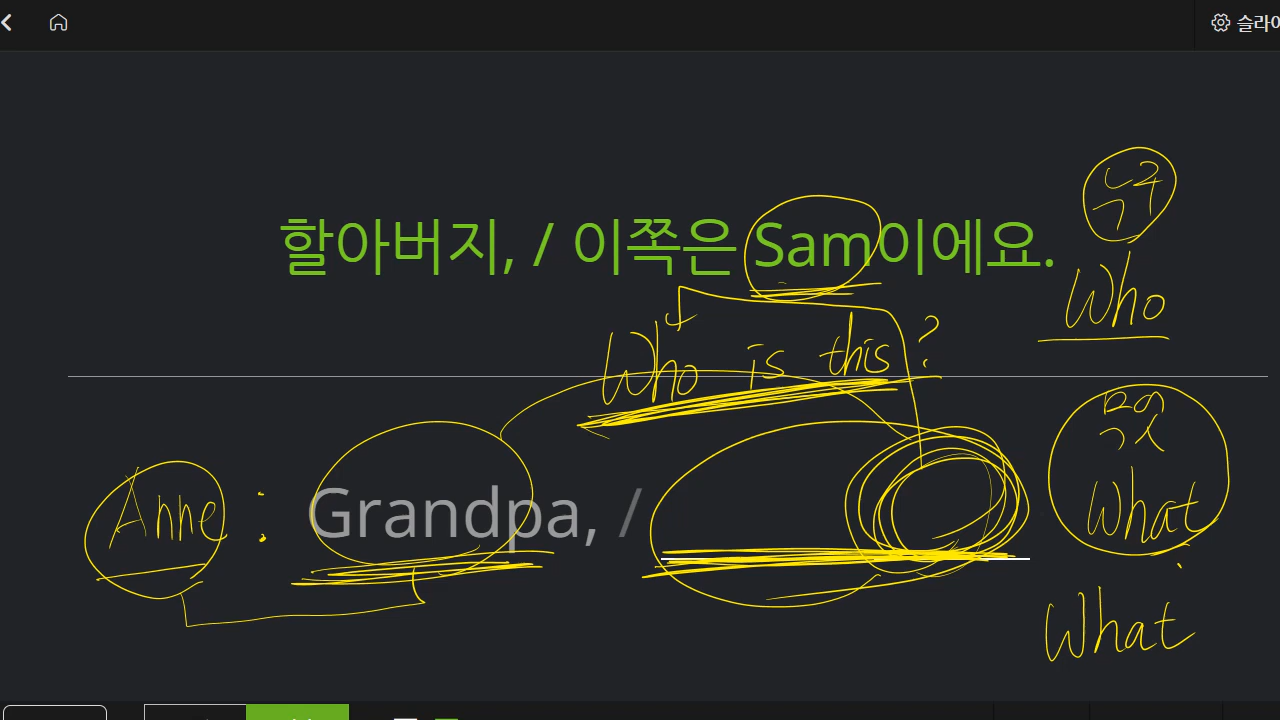 슬라이
누구
할아버지, / 이쪽은 Sam이에요.
Who
Who is this?
무엇
Anne : Grandpa, /
What
What